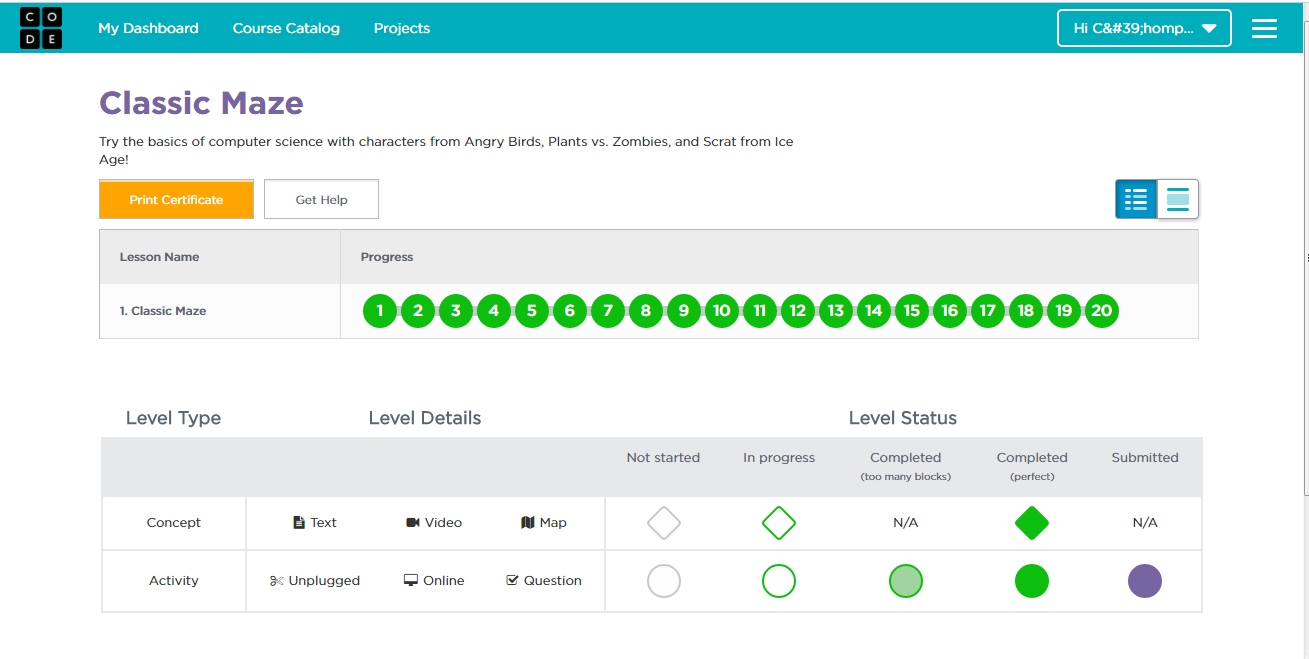 CO
DE
My Dashboard Course Catalog Projects Hi C&#39;homp...
Classic Maze
Try the basics of computer science with characters from Angry Birds, Plants vs. Zombies, and Scrat from Ice
Age!
Print Certificate Get Help
Lesson Name Progress
1. Classic Maze 1 2 3 4 5 6 7 8 9 10 11 12 13 14 15 16 17 18 19 20
Level Type Level Details Level Status
Not started In progress Completed Completed Submitted
(too many blocks) (perfect)
Concept Text Video Map N/A N/A
Activity Unplugged Online Question